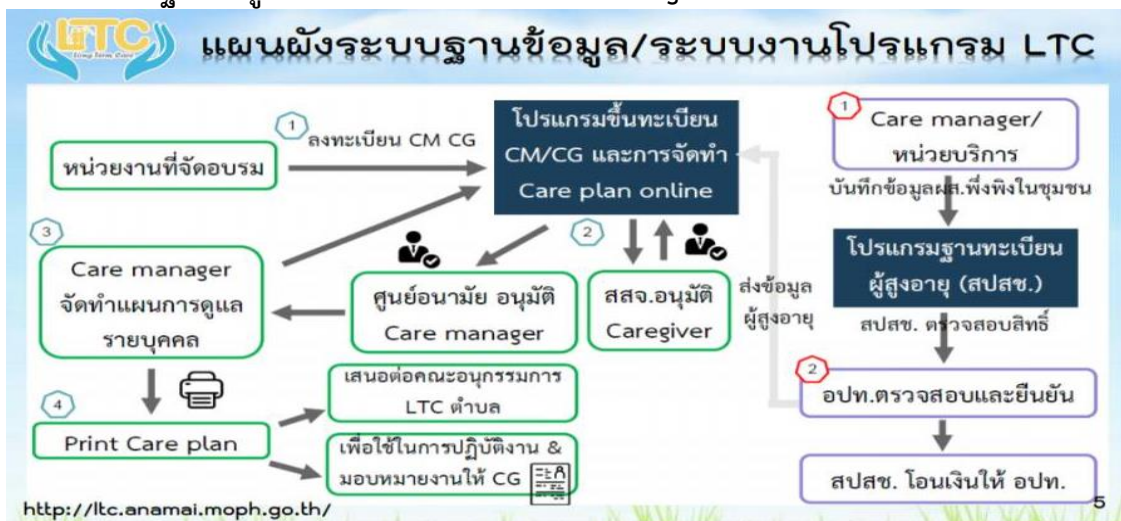 LTC
Long Term Care
แผนผังระบบฐานข้อมูล/ระบบงานโปรแกรม LTC
หน่วยงานที่จัดอบรม
1
ลงทะเบียน CM CG
โปรแกรมขึ้นทะเบียน
CM/CG และการจัดทำ
Care plan online
2
ศูนย์อนามัย อนุมัติ
Care manager
สสจ.อนุมัติ
Caregiver
3
Care manager
จัดทำแผนการดูแล
รายบุคคล
4
Print Care plan
เสนอต่อคณะอนุกรรมการ
LTC ตำบล
เพื่อใช้ในการปฏิบัติงาน &
มอบหมายงานให้ CG
1
Care manager/
หน่วยบริการ
บันทึกข้อมูลผส.พึ่งพิงในชุมชน
โปรแกรมฐานทะเบียน
ผู้สูงอายุ (สปสช.)
สปสช. ตรวจสอบสิทธิ์
ส่งข้อมูล
ผู้สูงอายุ
2
อปท.ตรวจสอบและยืนยัน
สปสช. โอนเงินให้ อปท.
http://ltc.anamai.moph.go.th/
5